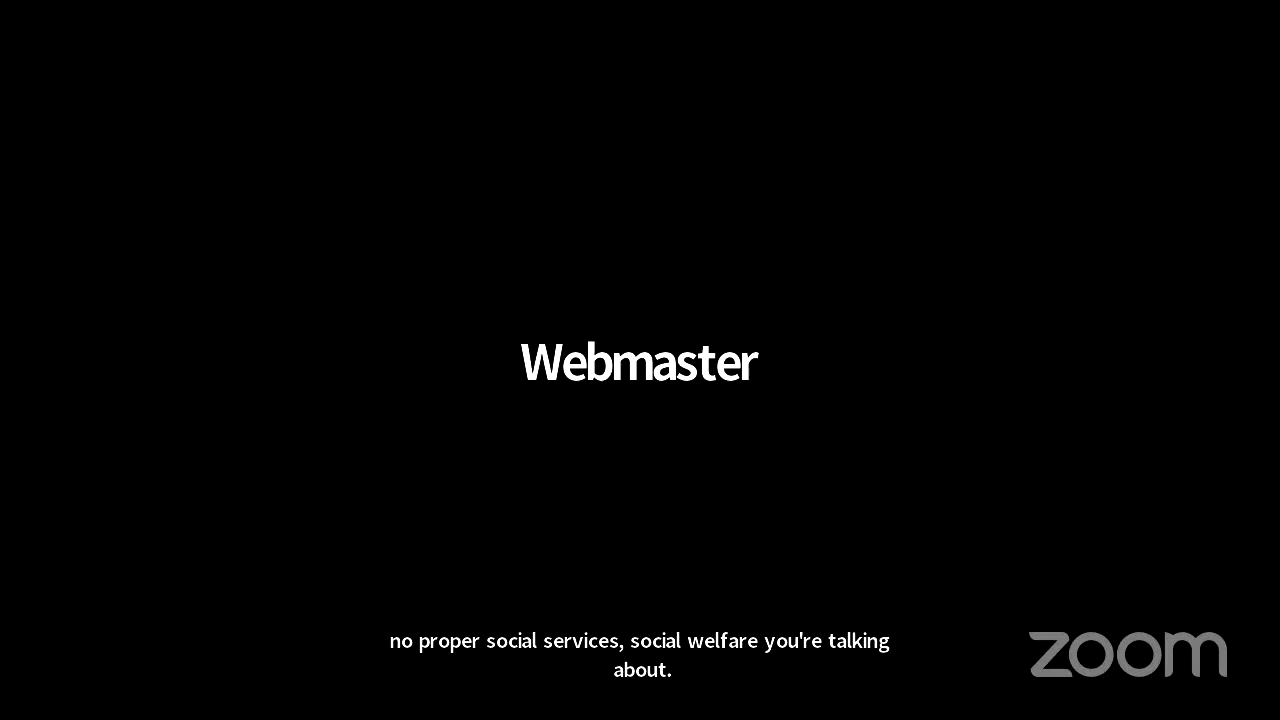 Webmaster
no proper social services, social welfare you're talking
about.
zoom